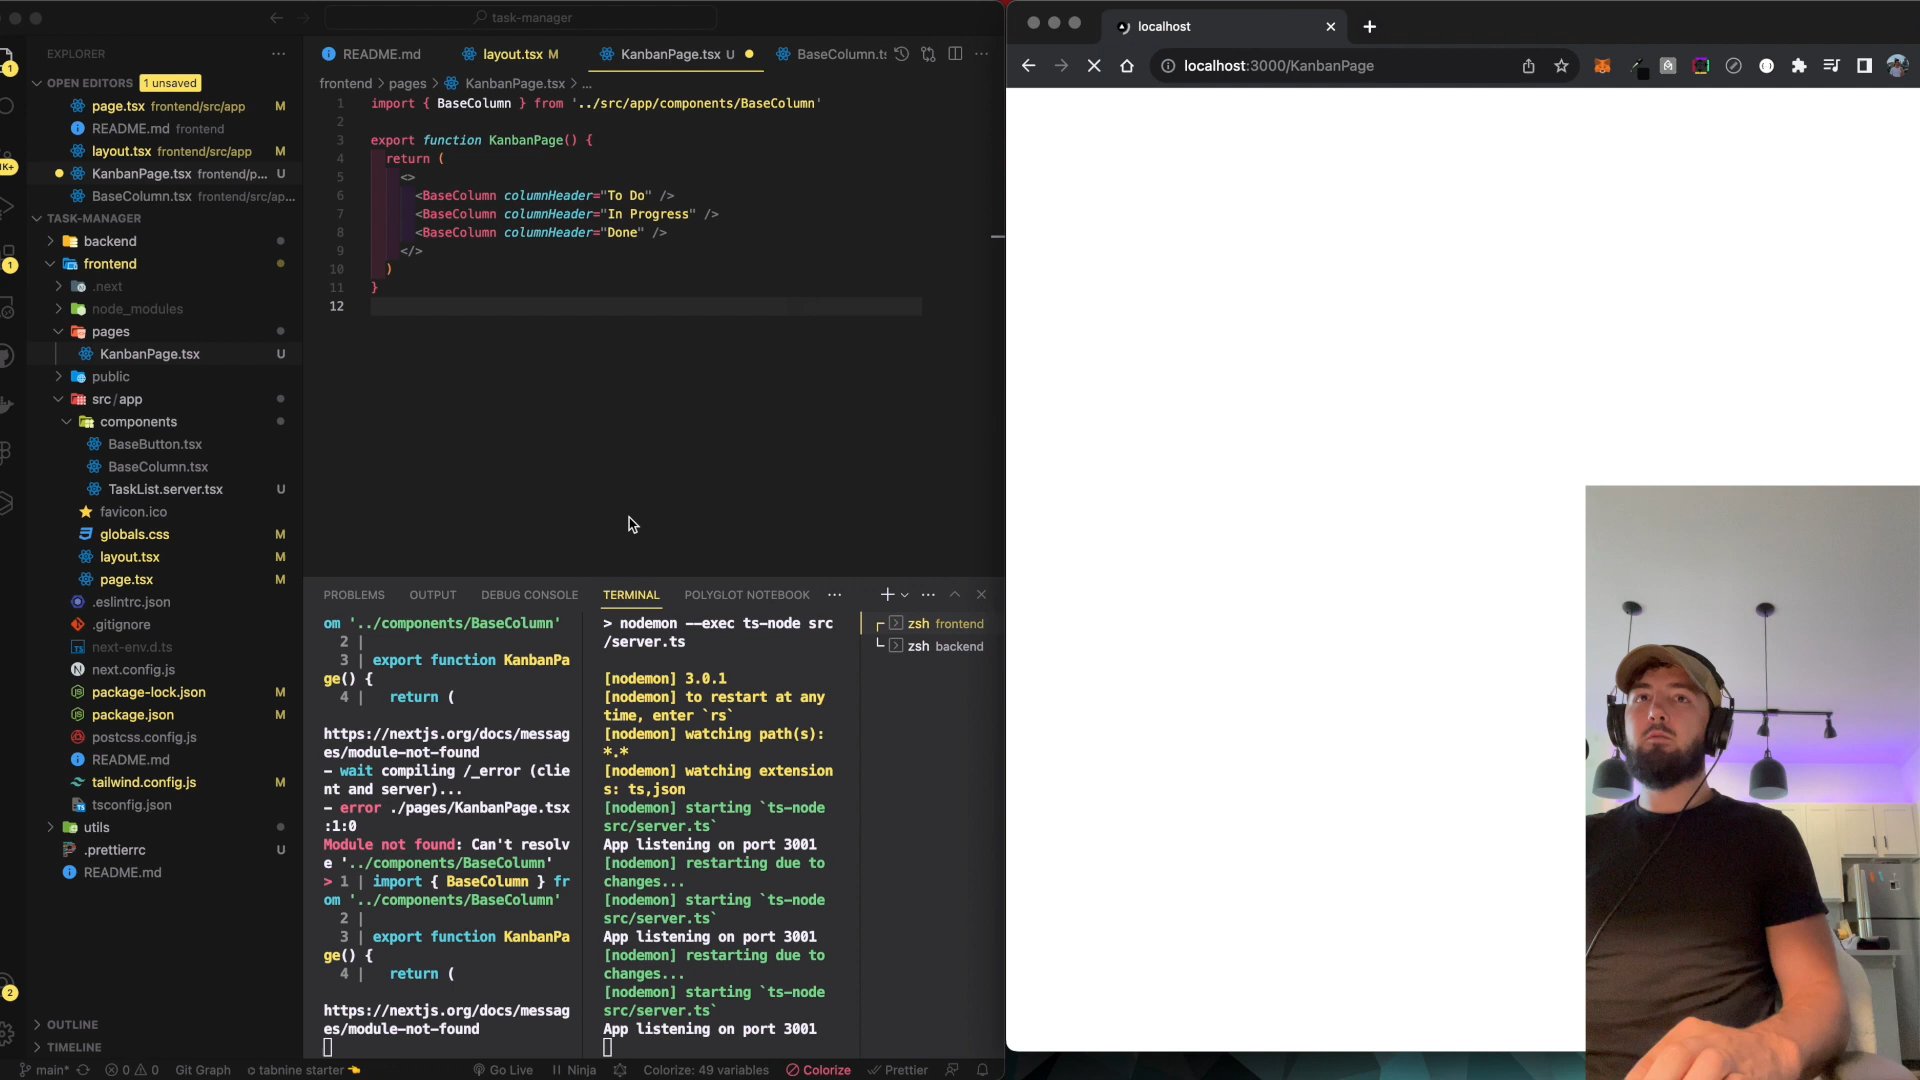 task-manager
EXPLORER
OPEN EDITORS 1 unsaved
page.tsx frontend/src/app M
README.md frontend
layout.tsx frontend/src/app M
KanbanPage.tsx frontend/p... U
BaseColumn.tsx frontend/src/ap...
TASK-MANAGER
backend
frontend
.next
node_modules
pages
KanbanPage.tsx U
public
src/app
components
BaseButton.tsx
BaseColumn.tsx
TaskList.server.tsx U
favicon.ico
globals.css M
layout.tsx M
page.tsx M
.eslintrc.json
.gitignore
next-env.d.ts
next.config.js
package-lock.json M
package.json M
postcss.config.js
README.md
tailwind.config.js M
tsconfig.json
utils
.prettierrc U
README.md
OUTLINE
TIMELINE
1
1K+
1
2
README.md layout.tsx M KanbanPage.tsx U BaseColumn.ts
frontend > pages > KanbanPage.tsx > ...
1 import { BaseColumn } from '../src/app/components/BaseColumn'
2
3 export function KanbanPage() {
4 return (
5 <>
6 <BaseColumn columnHeader="To Do" />
7 <BaseColumn columnHeader="In Progress" />
8 <BaseColumn columnHeader="Done" />
9 </>
10 )
11 }
12
PROBLEMS OUTPUT DEBUG CONSOLE TERMINAL POLYGLOT NOTEBOOK
om '../components/BaseColumn'
2 |
3 | export function KanbanPa
ge() {
4 | return (
https://nextjs.org/docs/messag
es/module-not-found
- wait compiling /_error (clie
nt and server)...
- error ./pages/KanbanPage.tsx
:1:0
Module not found: Can't resolv
e '../components/BaseColumn'
> 1 | import { BaseColumn } fr
om '../components/BaseColumn'
2 |
3 | export function KanbanPa
ge() {
4 | return (
https://nextjs.org/docs/messag
es/module-not-found
> nodemon --exec ts-node src
/server.ts
[nodemon] 3.0.1
[nodemon] to restart at any
time, enter `rs`
[nodemon] watching path(s):
*.*
[nodemon] watching extension
s: ts,json
[nodemon] starting `ts-node
src/server.ts`
App listening on port 3001
[nodemon] restarting due to
changes...
[nodemon] starting `ts-node
src/server.ts`
App listening on port 3001
[nodemon] restarting due to
changes...
[nodemon] starting `ts-node
src/server.ts`
App listening on port 3001
zsh frontend
zsh backend
main* 0 0 Git Graph tabnine starter Go Live Ninja Colorize: 49 variables Colorize Prettier
localhost
localhost:3000/KanbanPage